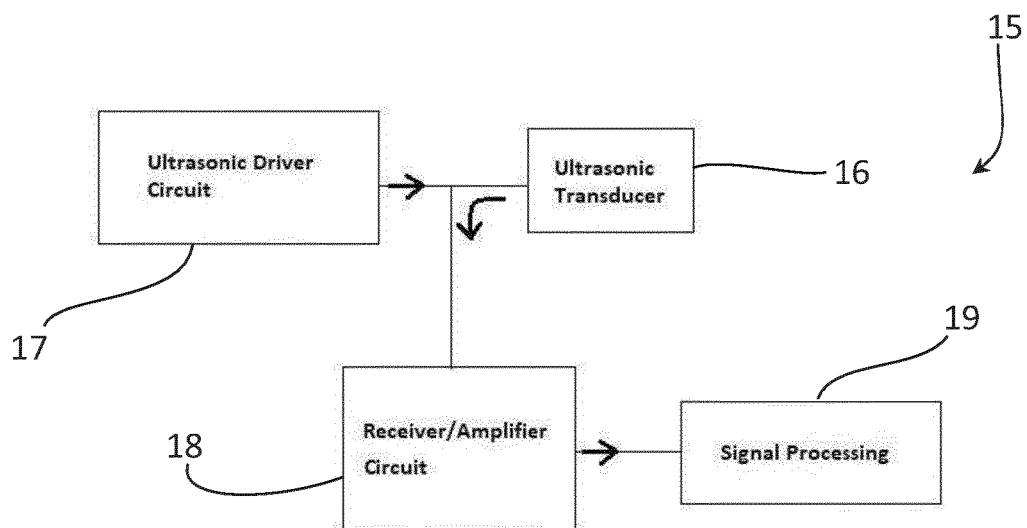 15
Ultrasonic Driver
Circuit
Ultrasonic
Transducer
16
17
19
18
Receiver/Amplifier
Circuit
Signal Processing